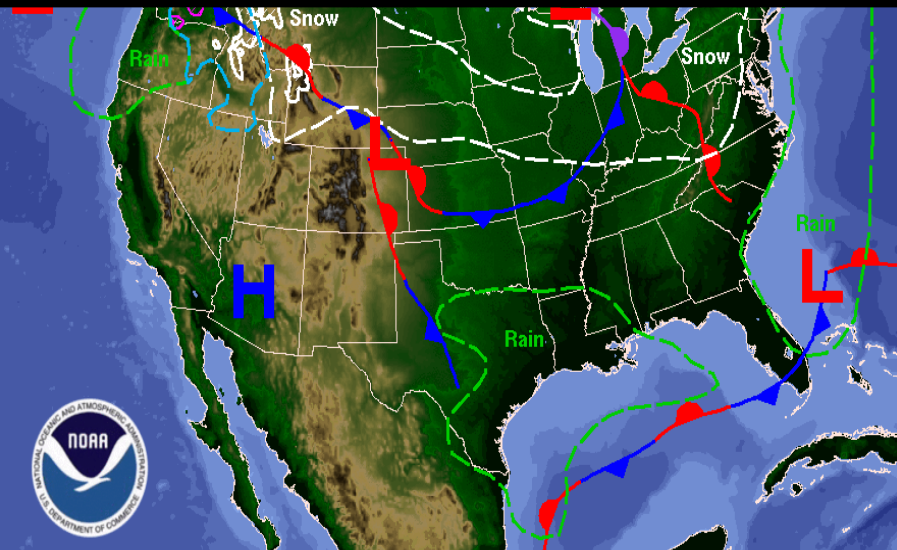 Snow
Rain
Snow
L
Rain
L
H
Rain
NOAA
NATIONAL OCEANIC AND ATMOSPHERIC ADMINISTRATION
U.S. DEPARTMENT OF COMMERCE